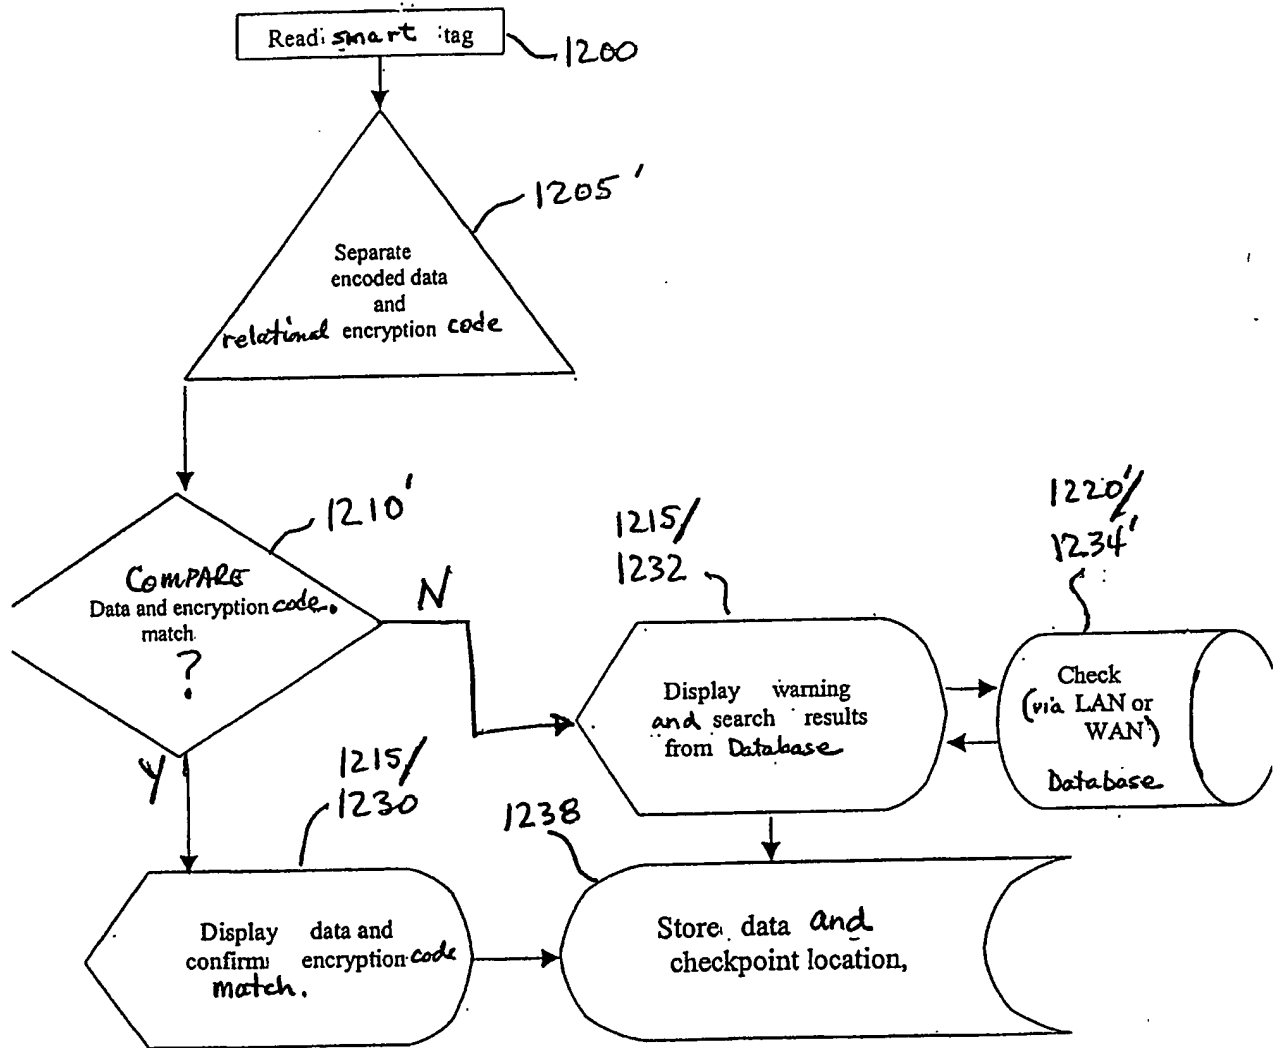 Read smart tag
1200
1205'
Separate
encoded data
and
relational encryption code
1210'
COMPARE
Data and encryption code.
match
?
N
Y
1215/
1232
1220'/
1234'
Display warning
and search results
from Database
Check
(via LAN or
WAN)
Database
1215/
1230
1238
Display data and
confirm encryption code
match.
Store data and
checkpoint location,